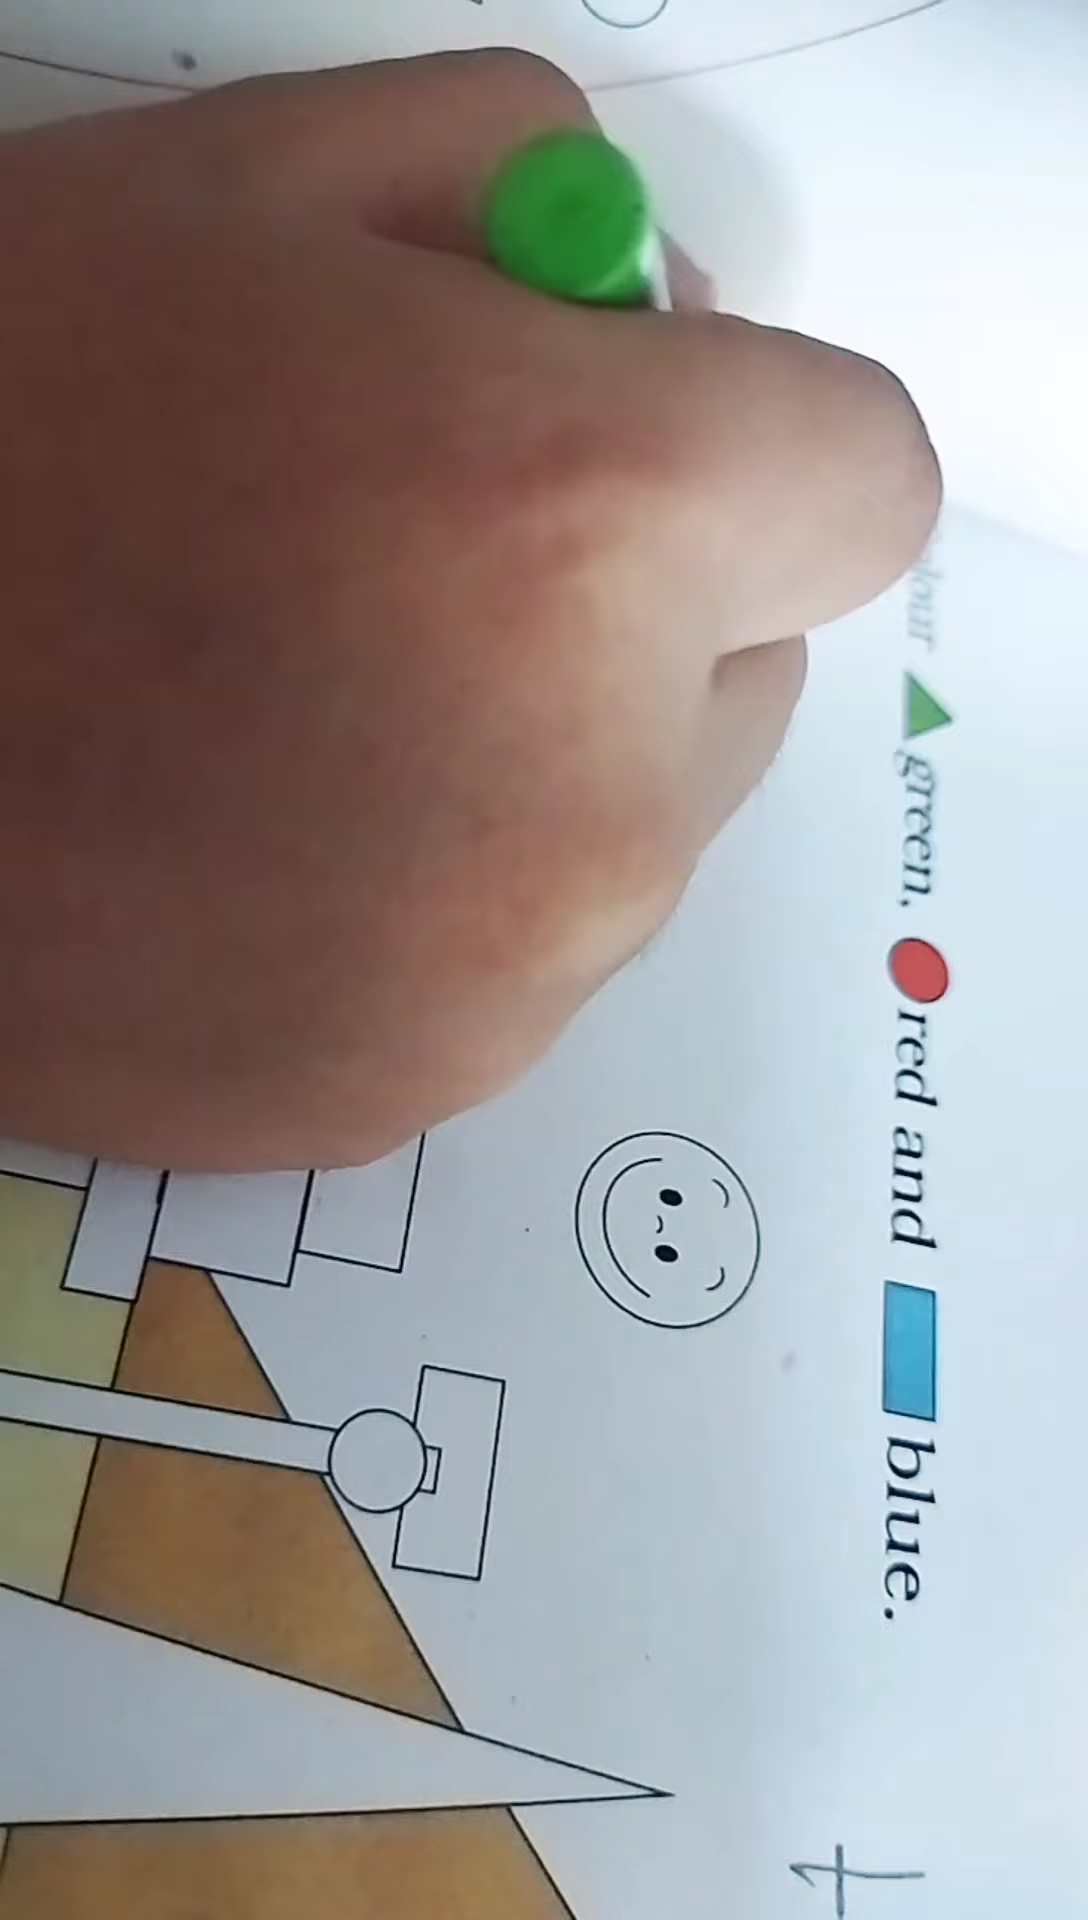 green, red and blue.